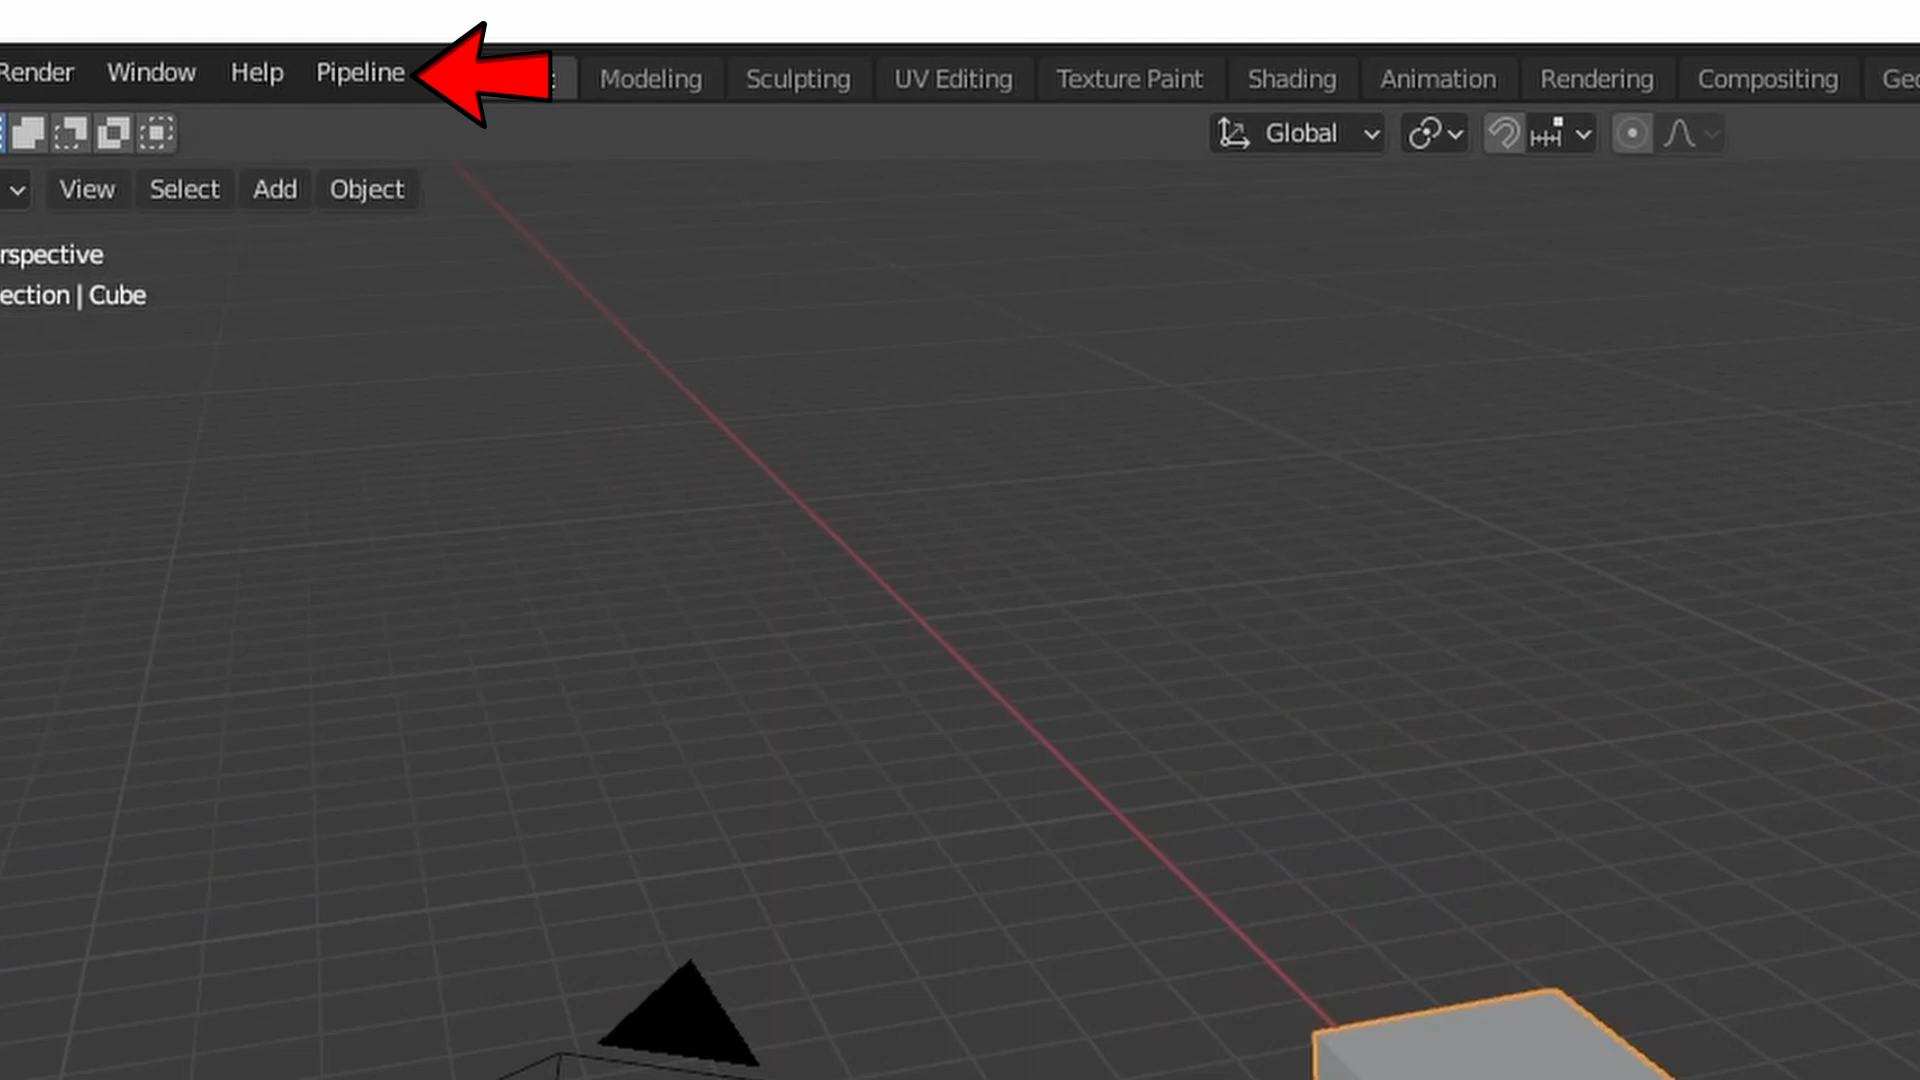 Render Window Help Pipeline Modeling Sculpting UV Editing Texture Paint Shading Animation Rendering Compositing
Global
View Select Add Object
rspective
ection | Cube